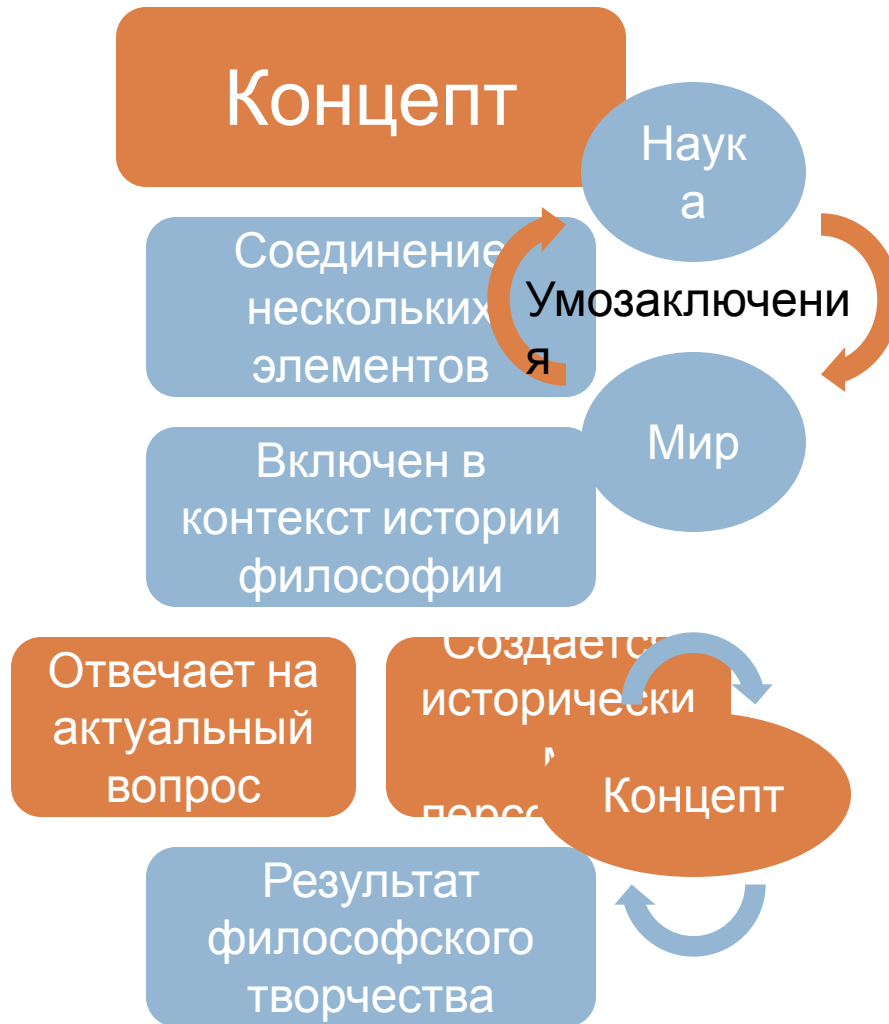 Концепт
Наук
а
Соединение
нескольких
элементов
Умозаключени
я
Мир
Включен в
контекст истории
философии
Отвечает на
актуальный
вопрос
Создается
исторически
Концепт
Результат
философского
творчества